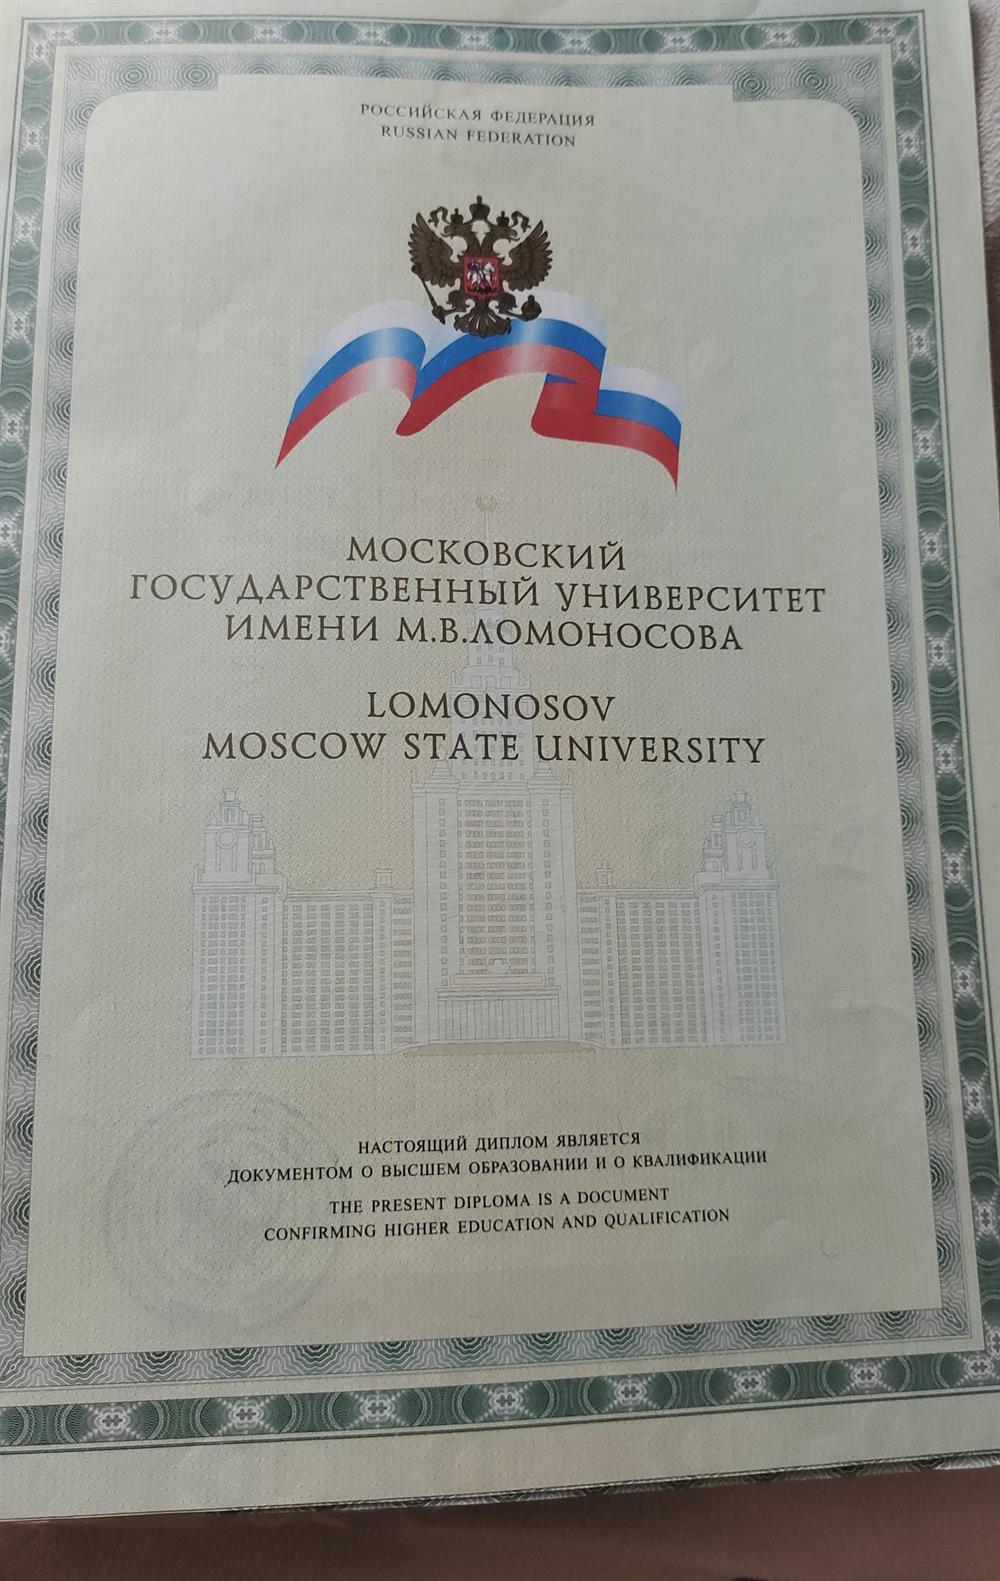 РОССИЙСКАЯ ФЕДЕРАЦИЯ
RUSSIAN FEDERATION
МОСКОВСКИЙ
ГОСУДАРСТВЕННЫЙ УНИВЕРСИТЕТ
ИМЕНИ М.В.ЛОМОНОСОВА
LOMONOSOV
MOSCOW STATE UNIVERSITY
НАСТОЯЩИЙ ДИПЛОМ ЯВЛЯЕТСЯ
ДОКУМЕНТОМ О ВЫСШЕМ ОБРАЗОВАНИИ И О КВАЛИФИКАЦИИ
THE PRESENT DIPLOMA IS A DOCUMENT
CONFIRMING HIGHER EDUCATION AND QUALIFICATION